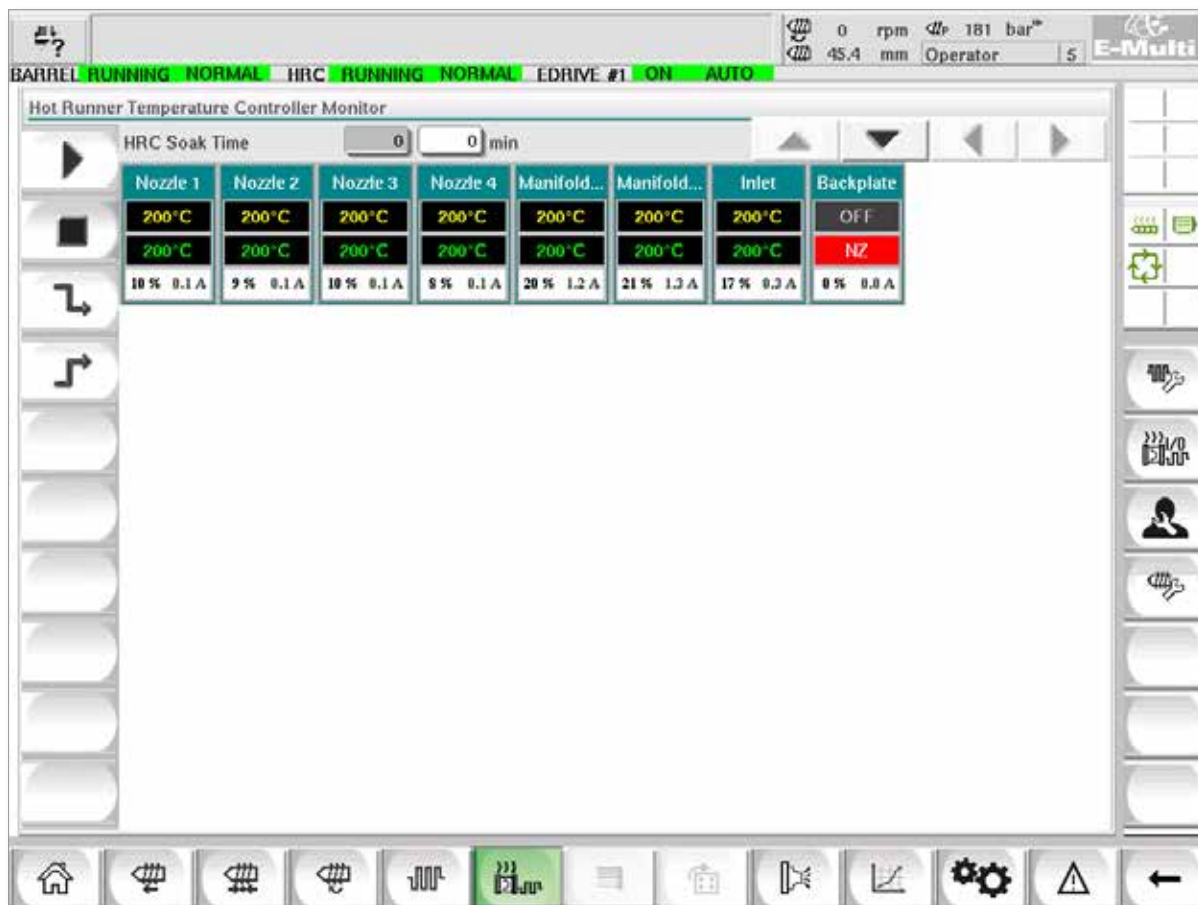 0 rpm 181 bar
E-Multi
45.4 mm Operator 5
BARREL RUNNING NORMAL HRC RUNNING NORMAL EDRIVE #1 ON AUTO
Hot Runner Temperature Controller Monitor
HRC Soak Time 0 0 min
Nozzle 1 Nozzle 2 Nozzle 3 Nozzle 4 Manifold... Manifold... Inlet Backplate
200°C 200°C 200°C 200°C 200°C 200°C 200°C OFF
200°C 200°C 200°C 200°C 200°C 200°C 200°C NZ
10 % 0.1 A 9 % 0.1 A 10 % 0.1 A 8 % 0.1 A 20 % 1.2 A 21 % 1.3 A 17 % 0.3 A 0 % 0.0 A
I/O